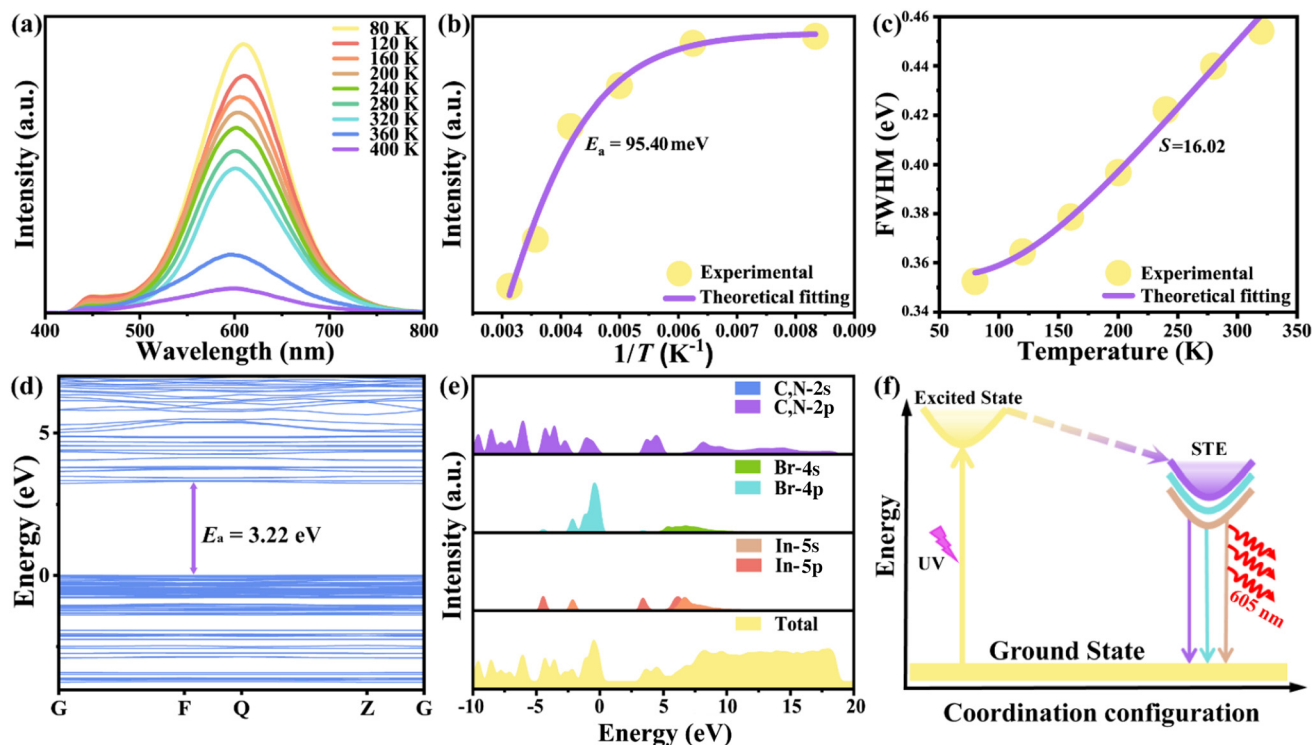 (a)
80 K
120 K
160 K
200 K
240 K
280 K
320 K
360 K
400 K
Intensity (a.u.)
400 500 600 700 800
Wavelength (nm)
(b)
Intensity (a.u.)
Ea = 95.40 meV
Experimental
Theoretical fitting
0.003 0.004 0.005 0.006 0.007 0.008 0.009
1/T (K-1)
(c)
FWHM (eV)
0.46
0.44
0.42
0.40
0.38
0.36
0.34
S=16.02
Experimental
Theoretical fitting
50 100 150 200 250 300 350
Temperature (K)
(d)
Energy (eV)
5
Ea = 3.22 eV
0
G F Q Z G
(e)
Intensity (a.u.)
C,N-2s
C,N-2p
Br-4s
Br-4p
In-5s
In-5p
Total
-10 -5 0 5 10 15 20
Energy (eV)
(f)
Energy
Excited State
STE
UV
605 nm
Ground State
Coordination configuration